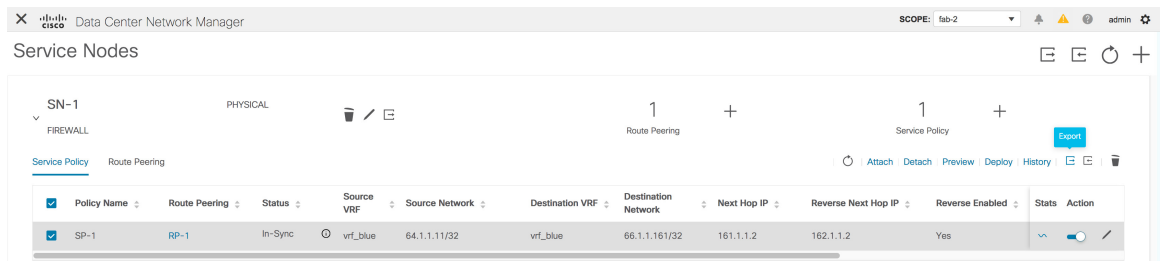 CISCO Data Center Network Manager SCOPE: fab-2 admin
Service Nodes
SN-1 PHYSICAL 1 1
FIREWALL Route Peering Service Policy
Export
Service Policy Route Peering Attach Detach Preview Deploy History
Policy Name Route Peering Status Source VRF Source Network Destination VRF Destination Network Next Hop IP Reverse Next Hop IP Reverse Enabled Stats Action
SP-1 RP-1 In-Sync vrf_blue 64.1.1.11/32 vrf_blue 66.1.1.161/32 161.1.1.2 162.1.1.2 Yes